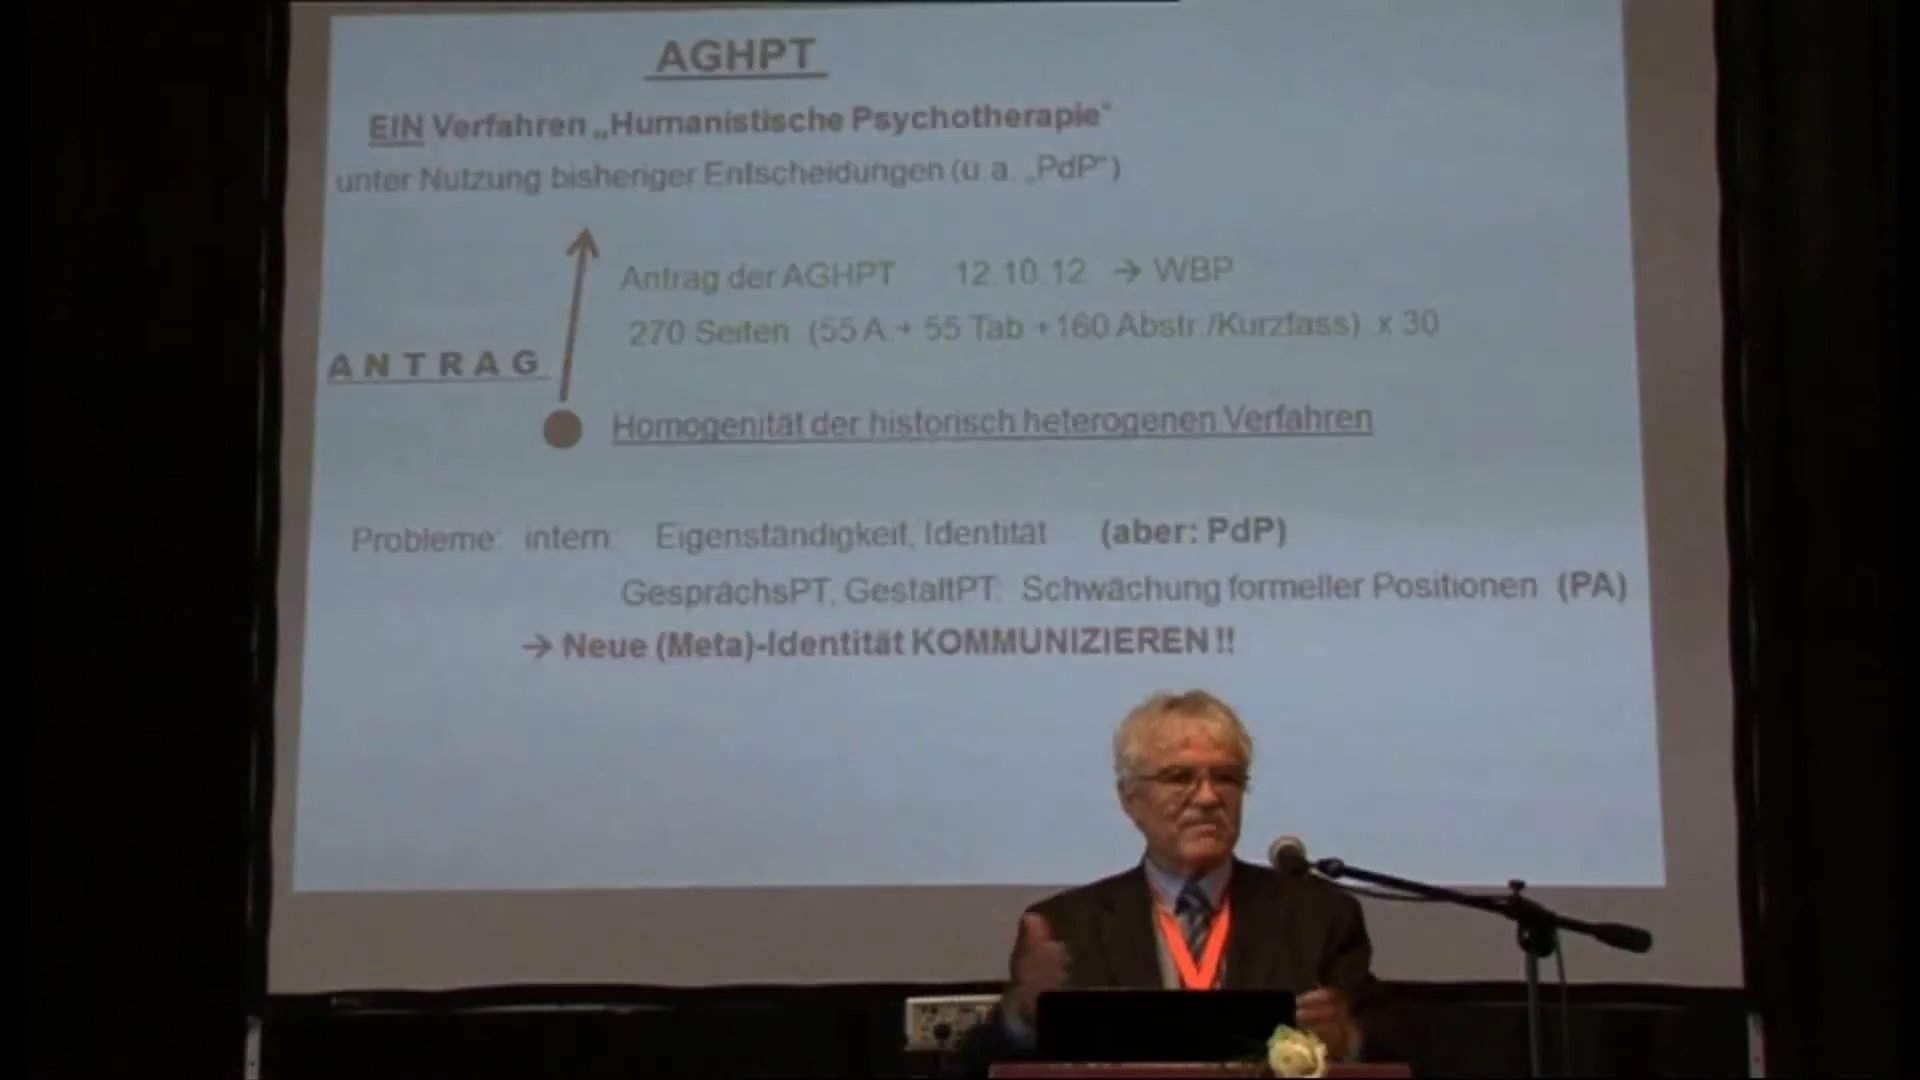 AGHPT
EIN Verfahren „Humanistische Psychotherapie“
unter Nutzung bisheriger Entscheidungen (u.a. „PdP“)
Antrag der AGHPT 12.10.12 → WBP
270 Seiten (55 A. + 55 Tab + 160 Abstr./Kurzfass) x 30
ANTRAG
Homogenität der historisch heterogenen Verfahren
Probleme: intern: Eigenständigkeit, Identität (aber: PdP)
GesprächsPT, GestaltPT: Schwächung formeller Positionen (PA)
→ Neue (Meta)-Identität KOMMUNIZIEREN !!